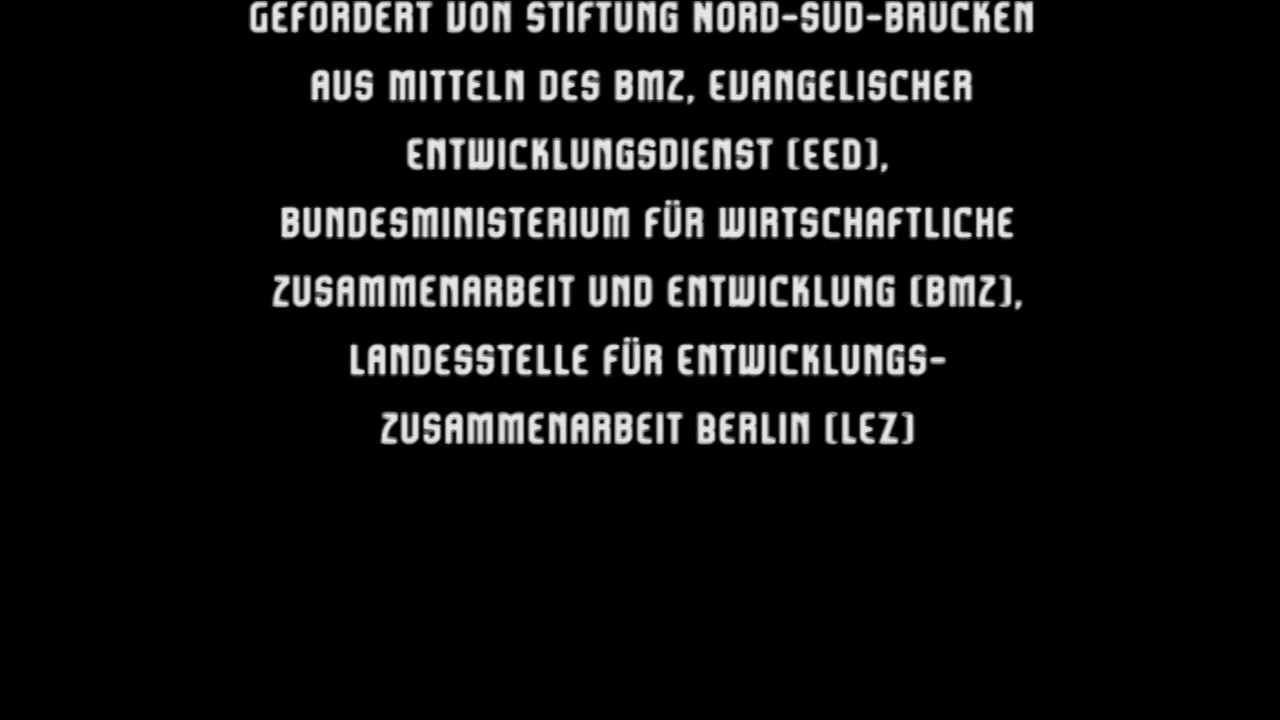 GEFÖRDERT VON STIFTUNG NORD-SÜD-BRÜCKEN
AUS MITTELN DES BMZ, EVANGELISCHER
ENTWICKLUNGSDIENST (EED),
BUNDESMINISTERIUM FÜR WIRTSCHAFTLICHE
ZUSAMMENARBEIT UND ENTWICKLUNG (BMZ),
LANDESSTELLE FÜR ENTWICKLUNGS-
ZUSAMMENARBEIT BERLIN (LEZ)